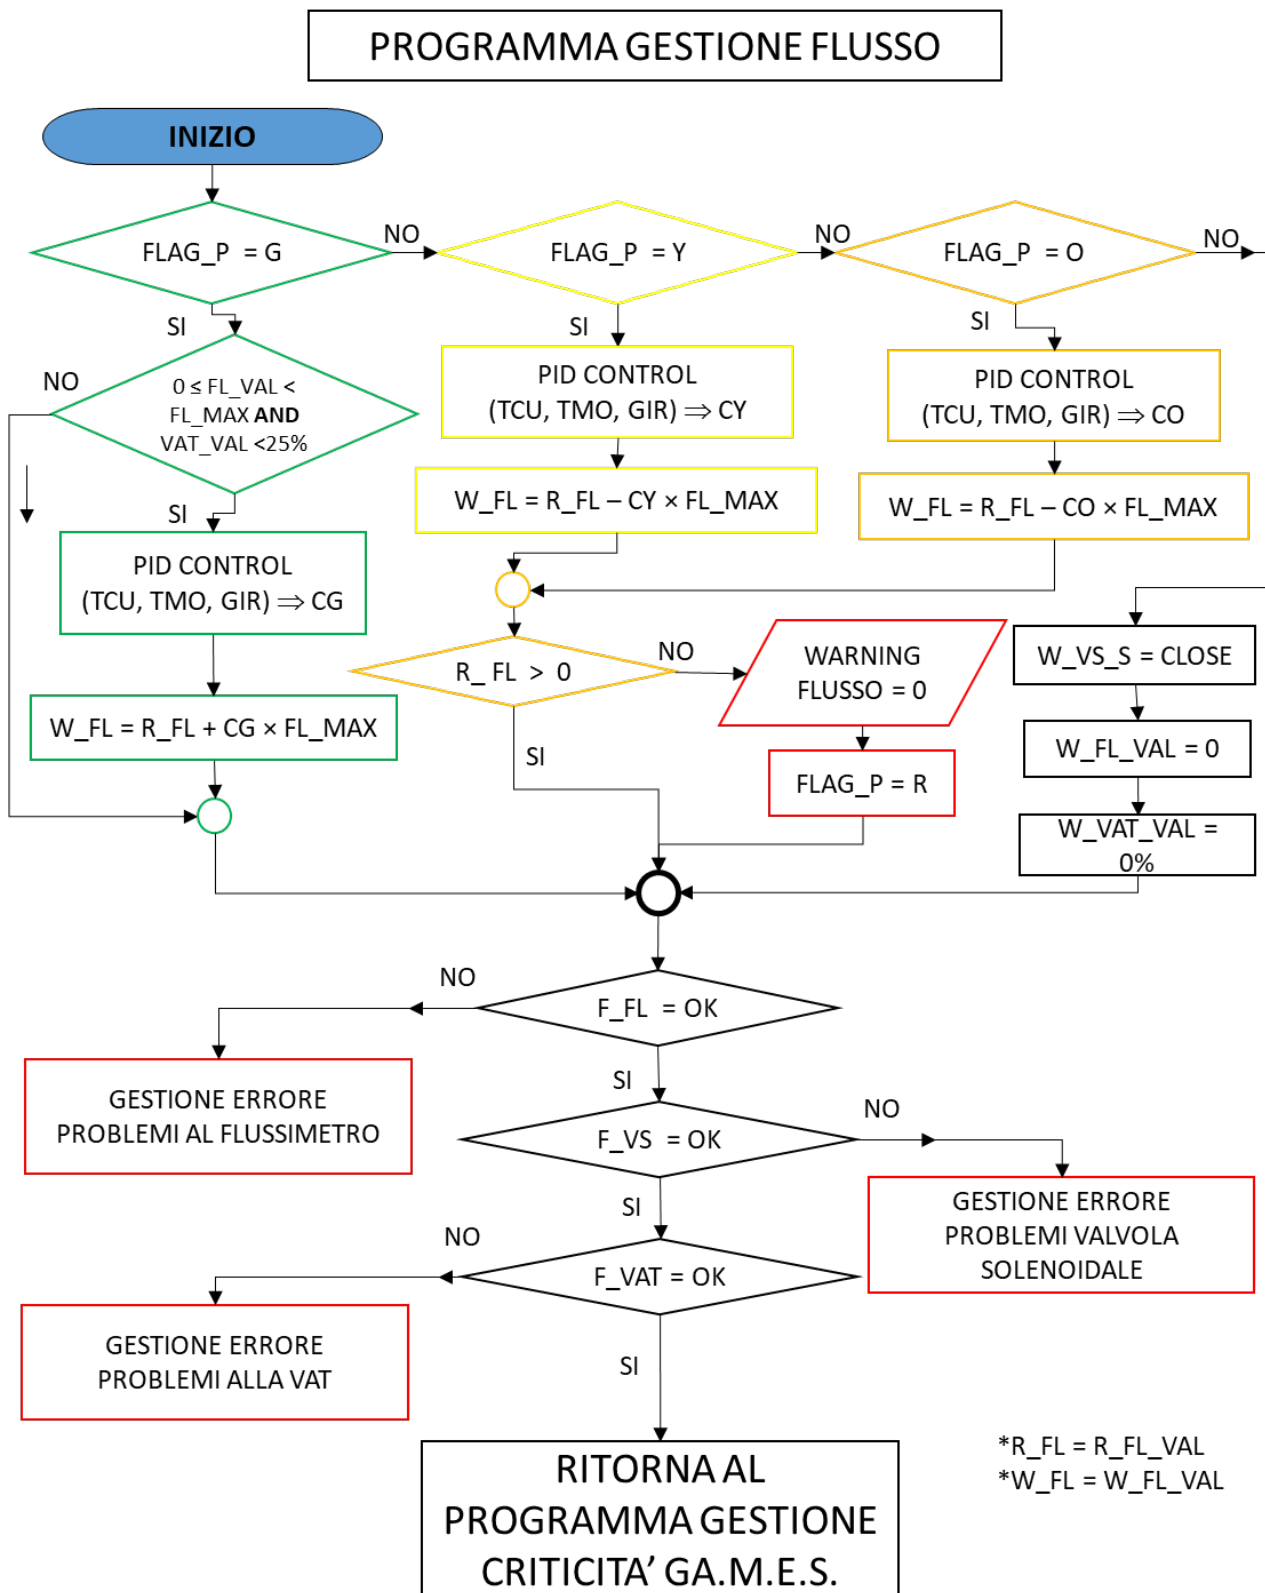 PROGRAMMA GESTIONE FLUSSO
INIZIO
FLAG_P = G
NO
FLAG_P = Y
NO
FLAG_P = O
NO
SI
SI
SI
NO
0 ≤ FL_VAL <
FL_MAX AND
VAT_VAL <25%
PID CONTROL
(TCU, TMO, GIR) ⇒ CY
PID CONTROL
(TCU, TMO, GIR) ⇒ CO
W_FL = R_FL – CY × FL_MAX
W_FL = R_FL – CO × FL_MAX
SI
PID CONTROL
(TCU, TMO, GIR) ⇒ CG
R_ FL > 0
NO
WARNING
FLUSSO = 0
W_VS_S = CLOSE
W_FL = R_FL + CG × FL_MAX
SI
FLAG_P = R
W_FL_VAL = 0
W_VAT_VAL =
0%
F_FL = OK
NO
SI
GESTIONE ERRORE
PROBLEMI AL FLUSSIMETRO
F_VS = OK
NO
SI
GESTIONE ERRORE
PROBLEMI VALVOLA
SOLENOIDALE
F_VAT = OK
NO
GESTIONE ERRORE
PROBLEMI ALLA VAT
SI
RITORNA AL
PROGRAMMA GESTIONE
CRITICITA’ GA.M.E.S.
*R_FL = R_FL_VAL
*W_FL = W_FL_VAL